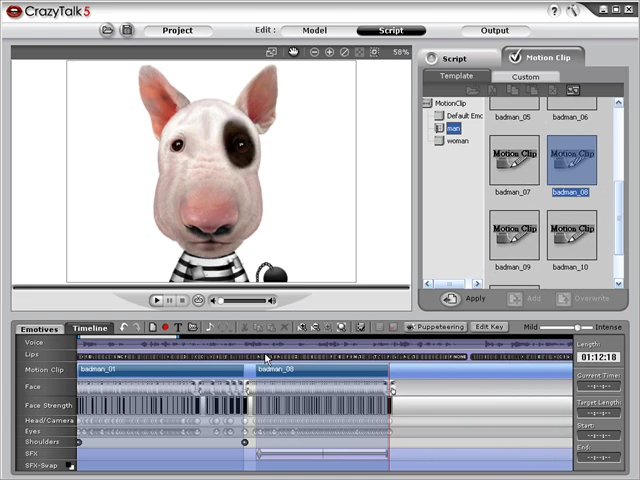 CrazyTalk 5
Project
Edit :
Model
Script
Output
58%
Script
Motion Clip
Template
Custom
MotionClip
Default Emc
man
woman
badman_05
badman_06
Motion Clip
Motion Clip
badman_07
badman_08
Motion Clip
Motion Clip
badman_09
badman_10
Apply
Add
Overwrite
Emotives
Timeline
Puppeteering
Edit Key
Mild
Intense
Voice
Lips
Motion Clip
badman_01
badman_08
Face
Face Strength
Head/Camera
Eyes
Shoulders
SFX
SFX-Swap
Length:
01:12:18
Current Time:
--:--:--
Target Length:
--:--:--
Start:
--:--:--
End:
--:--:--